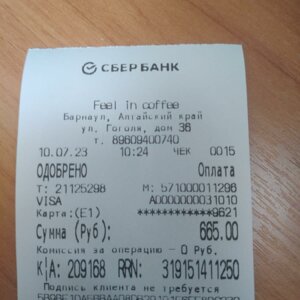 СБЕР БАНК
Feel in coffee
Барнаул, Алтайский край
ул. Гоголя, дом 36
т. 89609400740
10.07.23 10:24 ЧЕК 0015
ОДОБРЕНО Оплата
Т: 21125298 М: 571000011296
VISA A0000000031010
Карта:(E1) ************9621
Сумма (Руб): 665.00
Комиссия за операцию - 0 Руб.
К/А: 209168 RRN: 319151411250
Подпись клиента не требуется